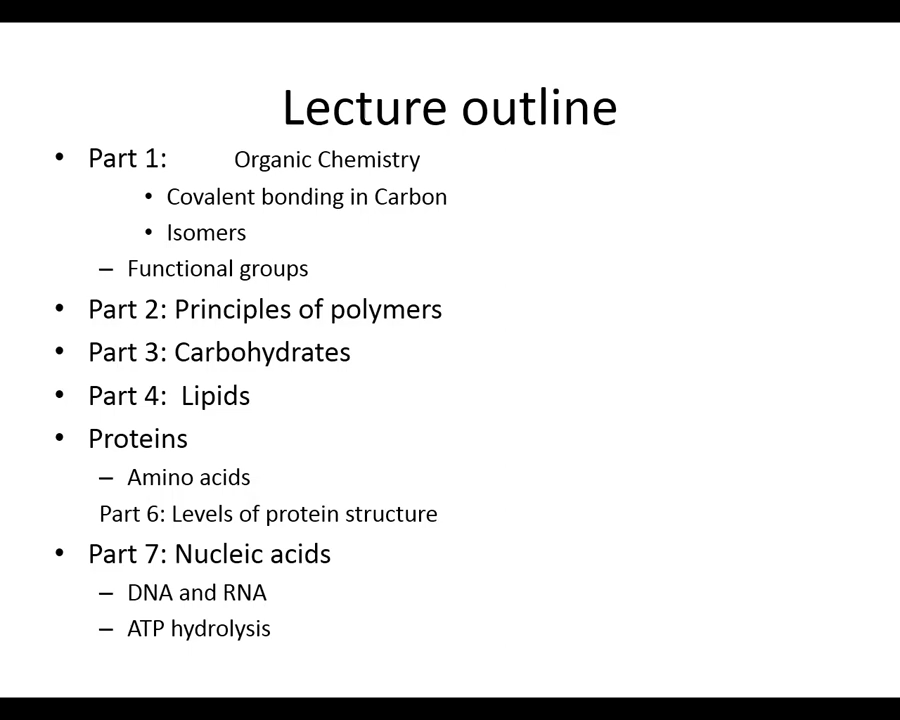 Lecture outline
• Part 1: Organic Chemistry
• Covalent bonding in Carbon
• Isomers
– Functional groups
• Part 2: Principles of polymers
• Part 3: Carbohydrates
• Part 4: Lipids
• Proteins
– Amino acids
Part 6: Levels of protein structure
• Part 7: Nucleic acids
– DNA and RNA
– ATP hydrolysis